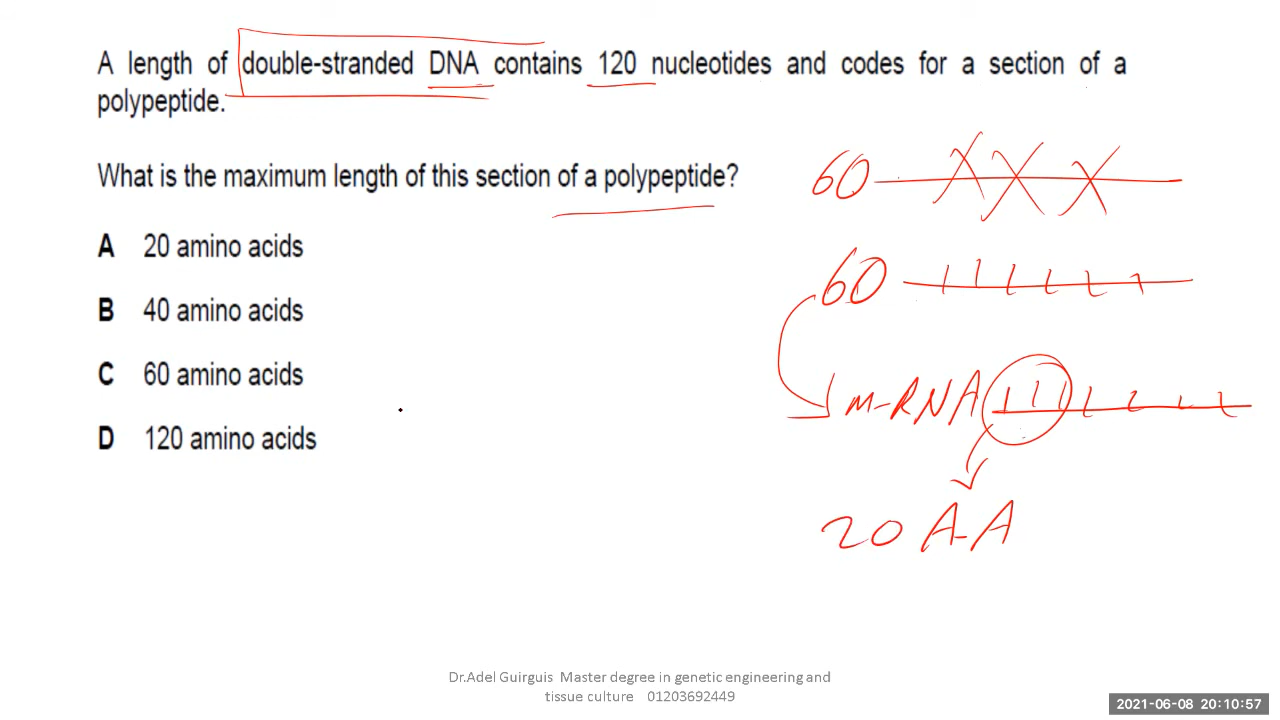 A length of double-stranded DNA contains 120 nucleotides and codes for a section of a
polypeptide.
What is the maximum length of this section of a polypeptide?
A 20 amino acids
B 40 amino acids
C 60 amino acids
D 120 amino acids
60
60
m-RNA
20 A-A
Dr.Adel Guirguis Master degree in genetic engineering and
tissue culture 01203692449
2021-06-08 20:10:57